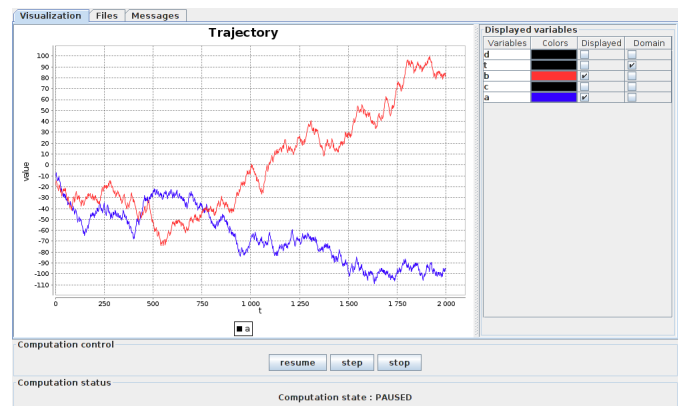 Visualization Files Messages
Trajectory
100
90
80
70
60
50
40
30
20
10
0
-10
-20
-30
-40
-50
-60
-70
-80
-90
-100
-110
value
0 250 500 750 1 000 1 250 1 500 1 750 2 000
t
a
Displayed variables
Variables Colors Displayed Domain
d
t
b
c
a
Computation control
resume step stop
Computation status
Computation state : PAUSED